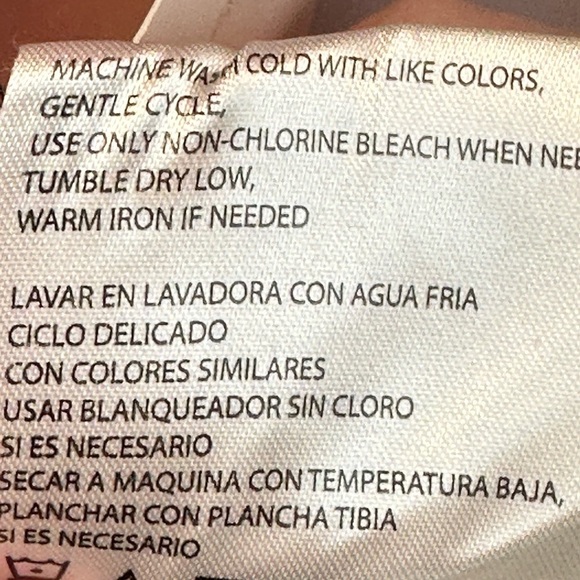 MACHINE WASH COLD WITH LIKE COLORS,
GENTLE CYCLE,
USE ONLY NON-CHLORINE BLEACH WHEN
TUMBLE DRY LOW,
WARM IRON IF NEEDED
LAVAR EN LAVADORA CON AGUA FRIA
CICLO DELICADO
CON COLORES SIMILARES
USAR BLANQUEADOR SIN CLORO
SI ES NECESARIO
SECAR A MAQUINA CON TEMPERATURA BAJA,
PLANCHAR CON PLANCHA TIBIA
SI ES NECESARIO